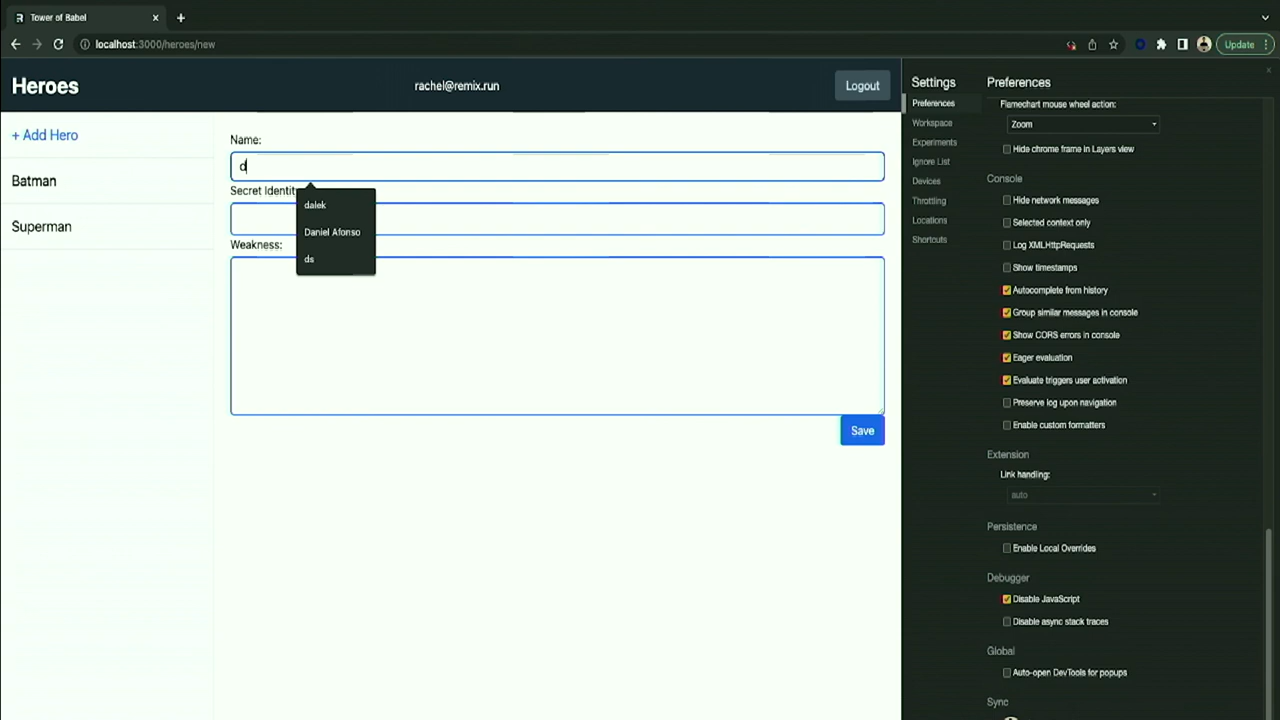 Tower of Babel
localhost:3000/heroes/new
Update
Heroes
rachel@remix.run
Logout
+ Add Hero
Batman
Superman
Name:
d
Secret Identit
dalek
Daniel Afonso
ds
Weakness:
Save
Settings
Preferences
Workspace
Experiments
Ignore List
Devices
Throttling
Locations
Shortcuts
Preferences
Flamechart mouse wheel action:
Zoom
Hide chrome frame in Layers view
Console
Hide network messages
Selected context only
Log XMLHttpRequests
Show timestamps
Autocomplete from history
Group similar messages in console
Show CORS errors in console
Eager evaluation
Evaluate triggers user activation
Preserve log upon navigation
Enable custom formatters
Extension
Link handling:
auto
Persistence
Enable Local Overrides
Debugger
Disable JavaScript
Disable async stack traces
Global
Auto-open DevTools for popups
Sync